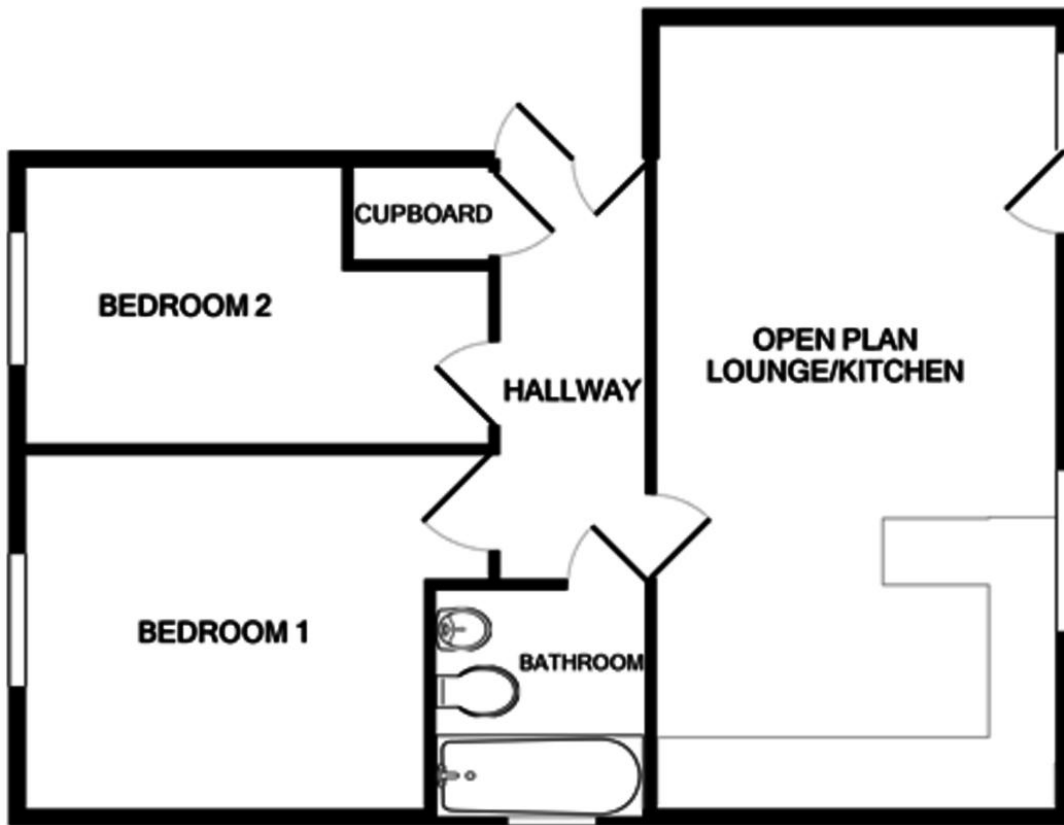 CUPBOARD
BEDROOM 2
OPEN PLAN
LOUNGE/KITCHEN
HALLWAY
BEDROOM 1
BATHROOM